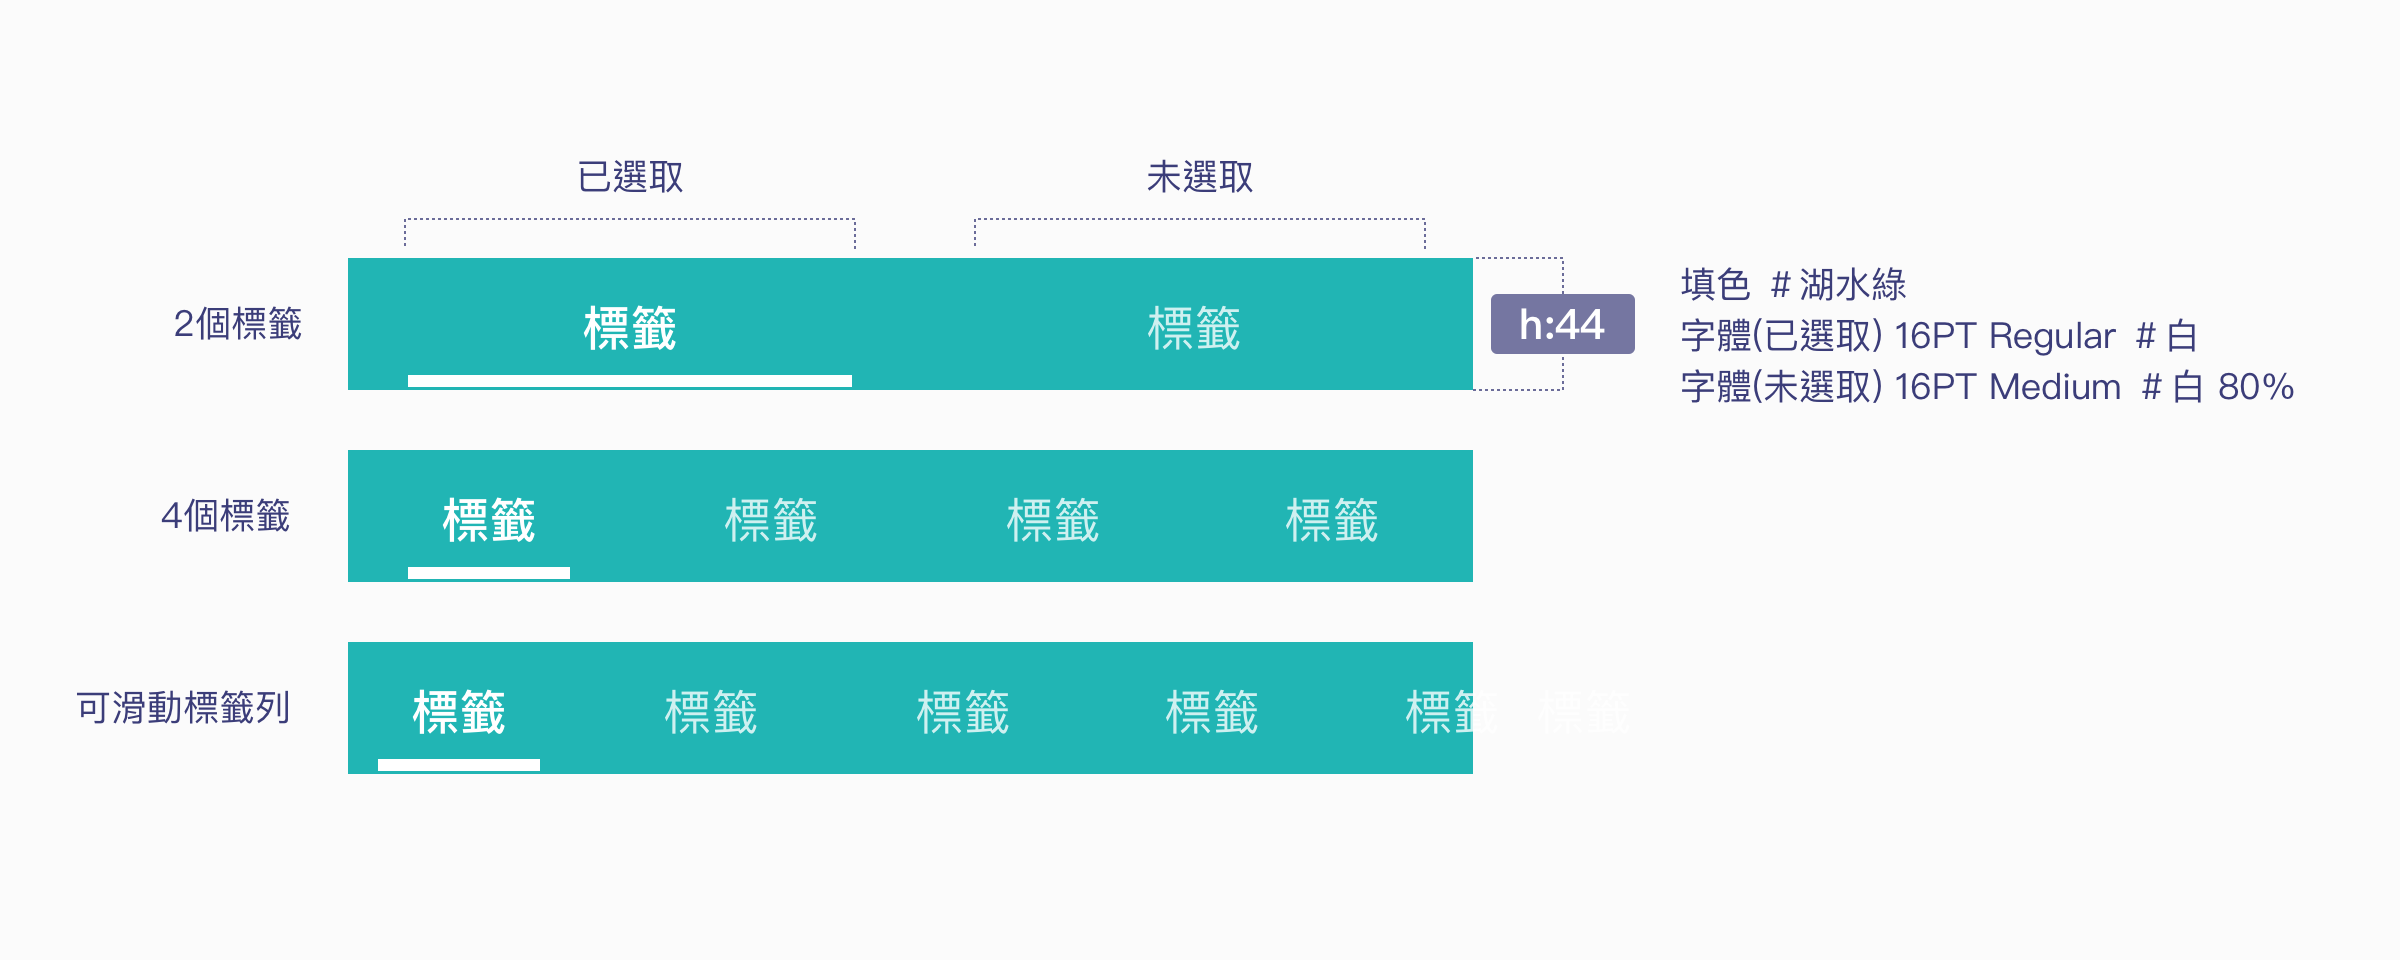 已選取 未選取
2個標籤 標籤 標籤 h:44
填色 # 湖水綠
字體(已選取) 16PT Regular # 白
字體(未選取) 16PT Medium # 白 80%
4個標籤 標籤 標籤 標籤 標籤
可滑動標籤列 標籤 標籤 標籤 標籤 標籤 標籤